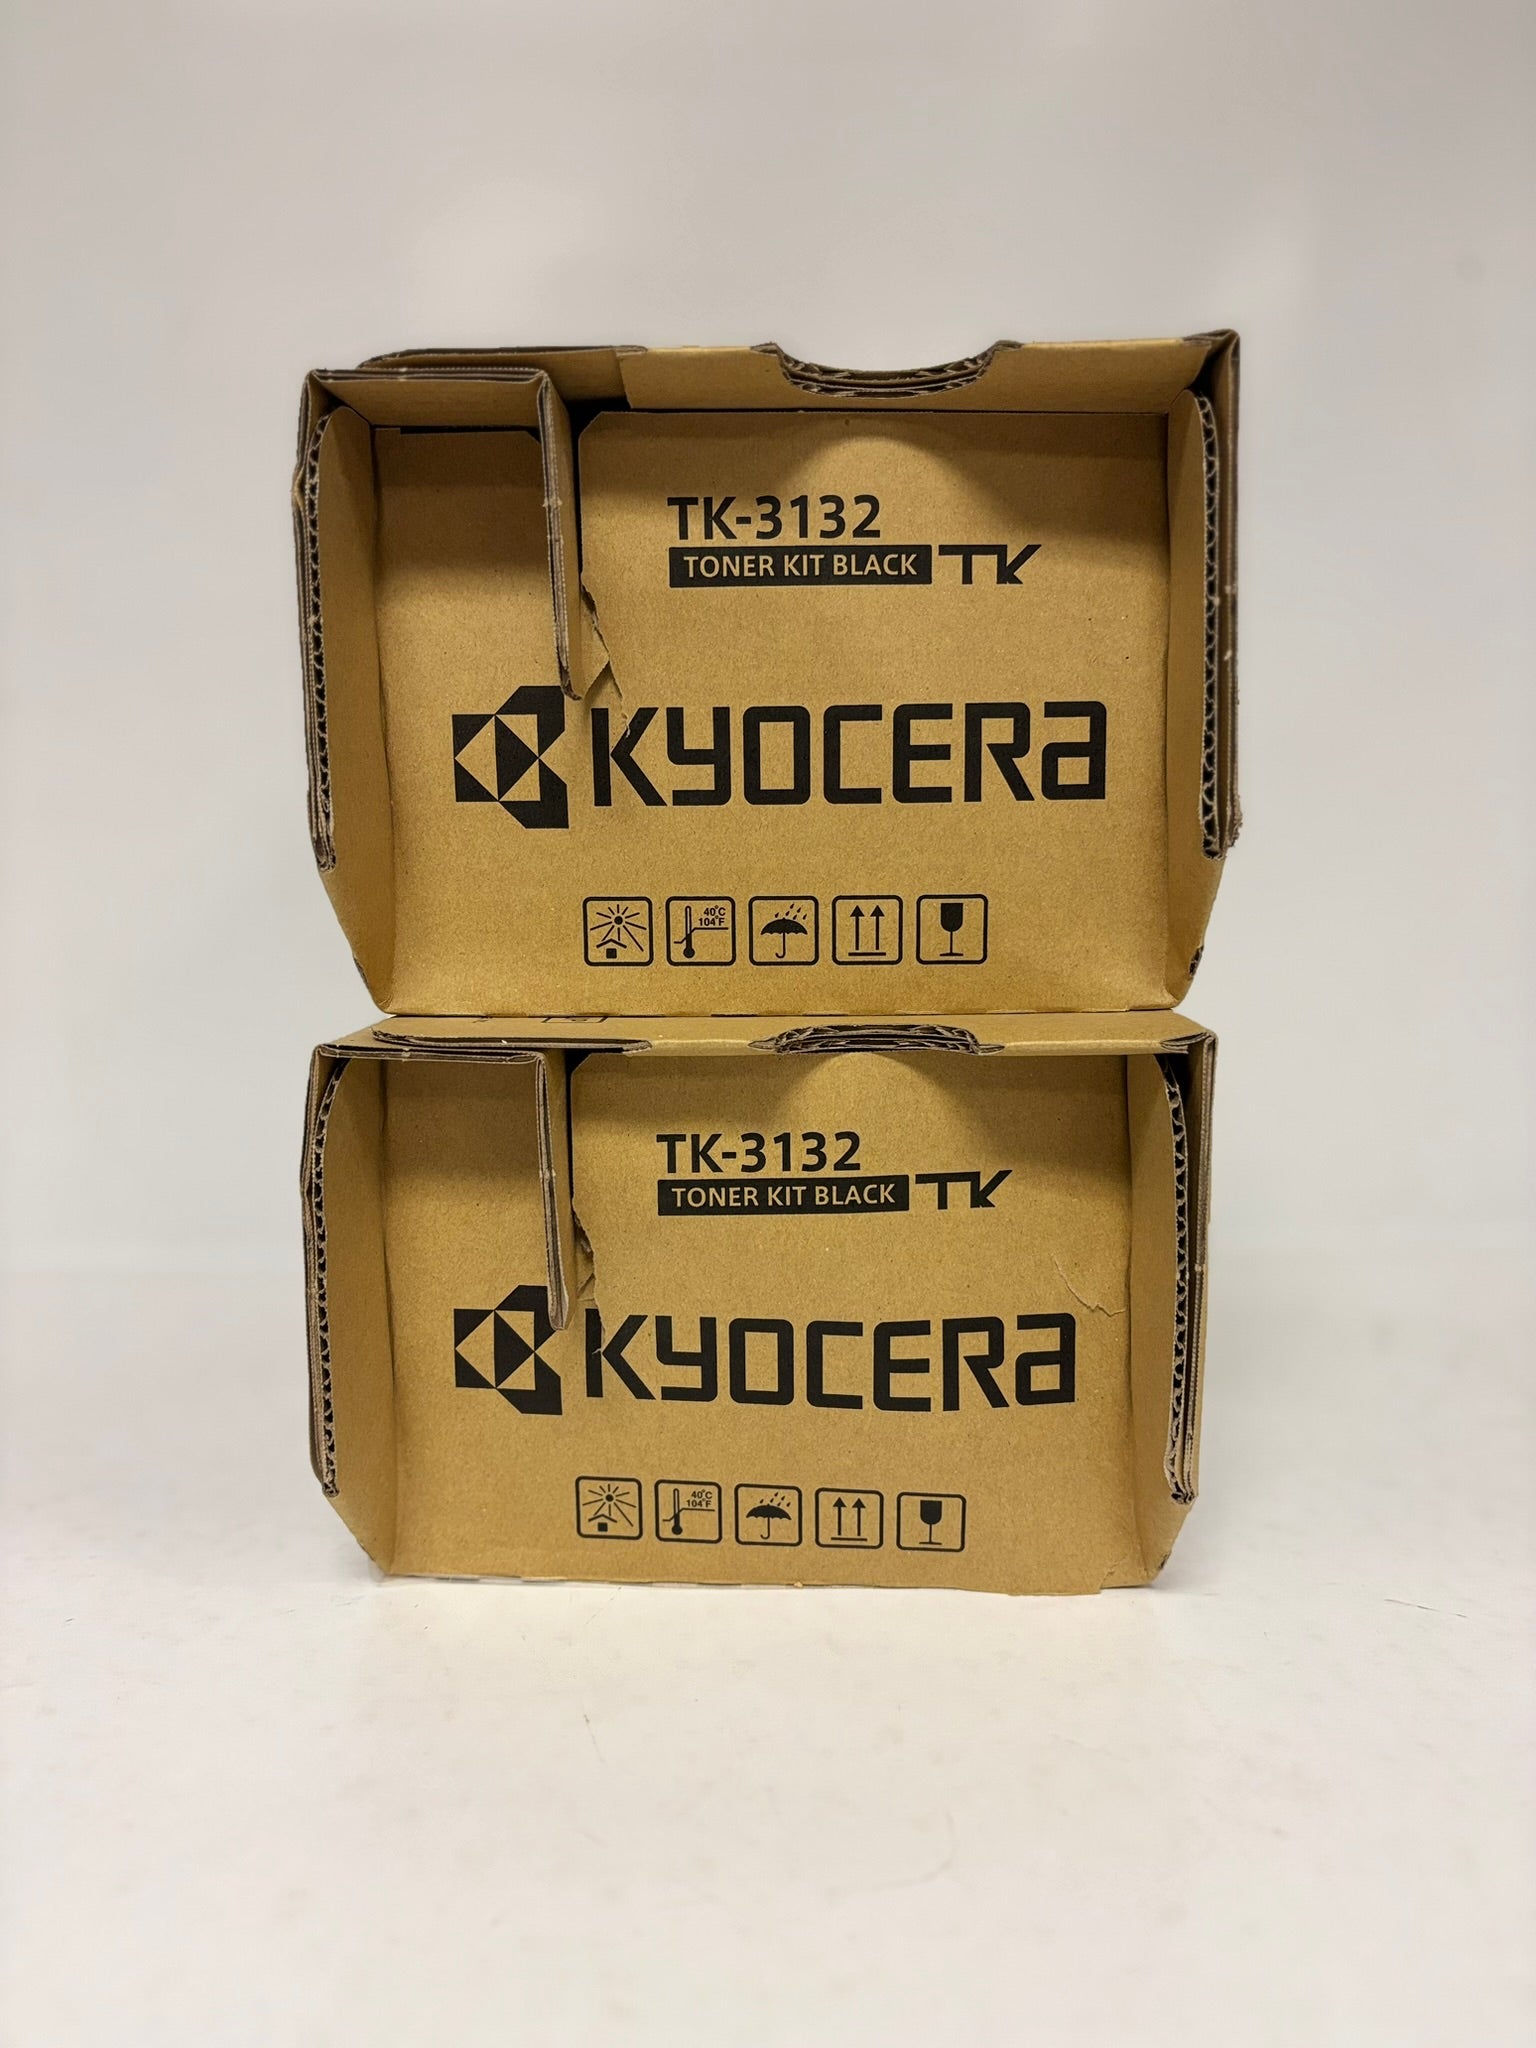 TK-3132
TONER KIT BLACK TK
KYOCERA
40°C
104°F
TK-3132
TONER KIT BLACK TK
KYOCERA
40°C
104°F